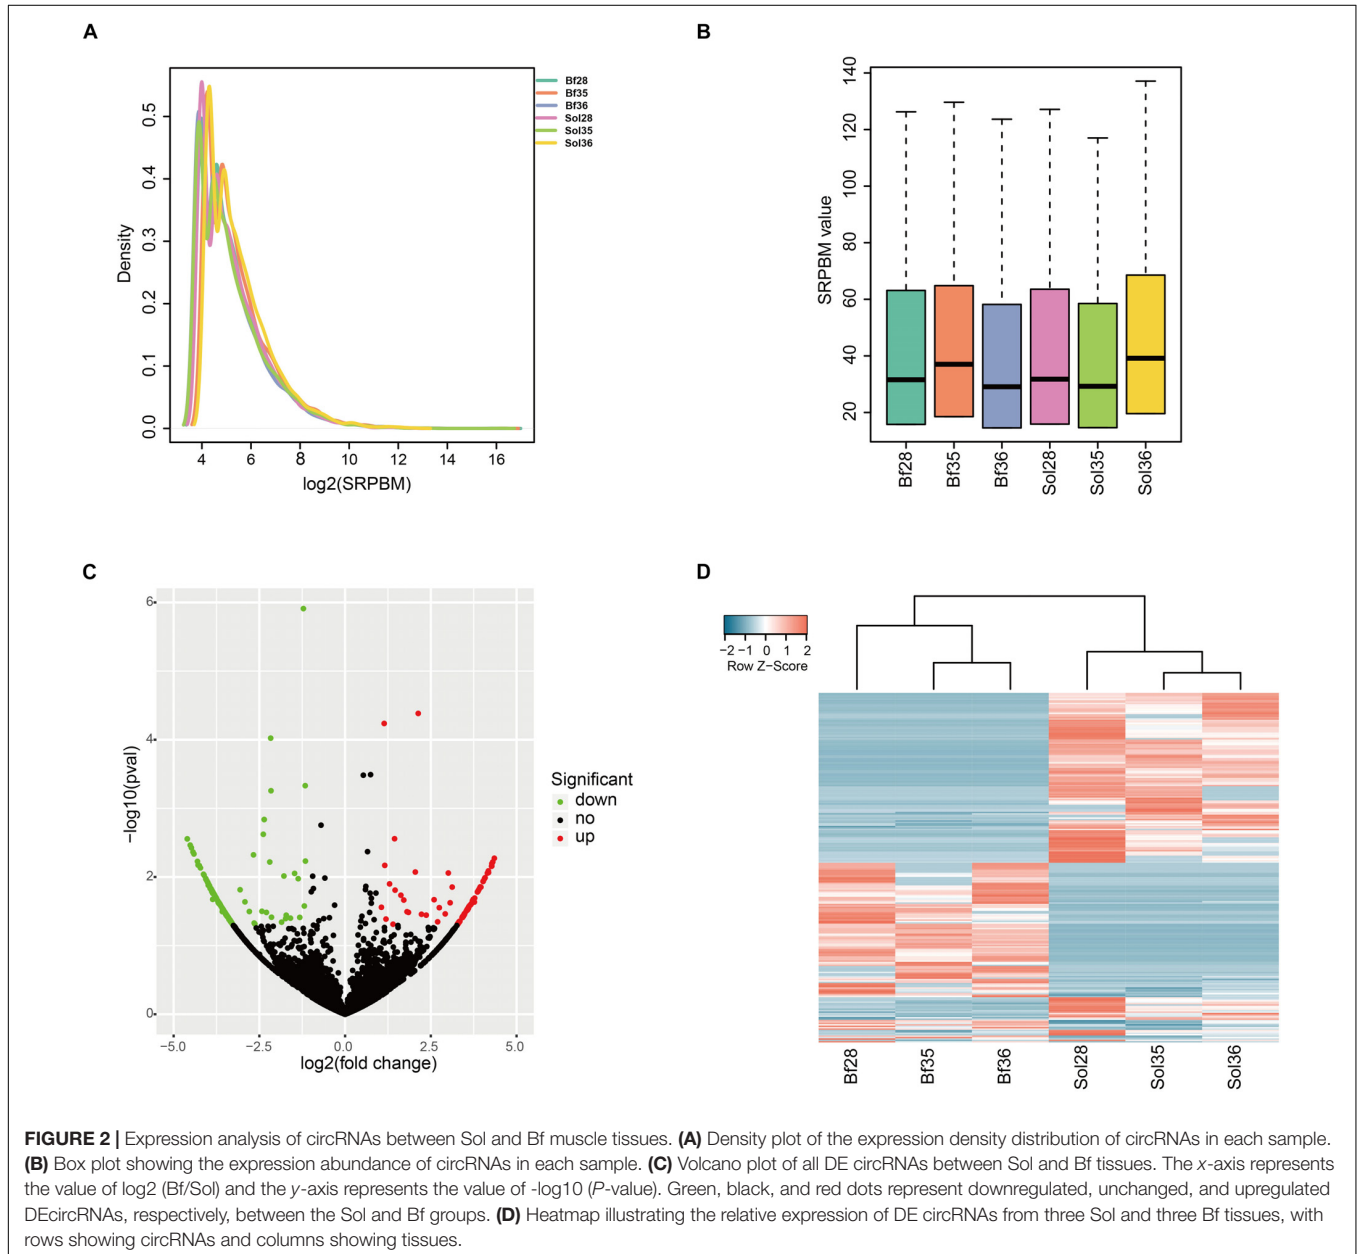 A
Bf28
Bf35
Bf36
Sol28
Sol35
Sol36
Density
0.0
0.1
0.2
0.3
0.4
0.5
4 6 8 10 12 14 16
log2(SRPBM)
B
SRPBM value
20
40
60
80
100
120
140
Bf28
Bf35
Bf36
Sol28
Sol35
Sol36
C
−log10(pval)
6
4
2
0
−5.0 −2.5 0.0 2.5 5.0
log2(fold change)
Significant
down
no
up
D
−2 −1 0 1 2
Row Z−Score
Bf28
Bf35
Bf36
Sol28
Sol35
Sol36
FIGURE 2 | Expression analysis of circRNAs between Sol and Bf muscle tissues. (A) Density plot of the expression density distribution of circRNAs in each sample.
(B) Box plot showing the expression abundance of circRNAs in each sample. (C) Volcano plot of all DE circRNAs between Sol and Bf tissues. The x-axis represents
the value of log2 (Bf/Sol) and the y-axis represents the value of -log10 (P-value). Green, black, and red dots represent downregulated, unchanged, and upregulated
DEcircRNAs, respectively, between the Sol and Bf groups. (D) Heatmap illustrating the relative expression of DE circRNAs from three Sol and three Bf tissues, with
rows showing circRNAs and columns showing tissues.